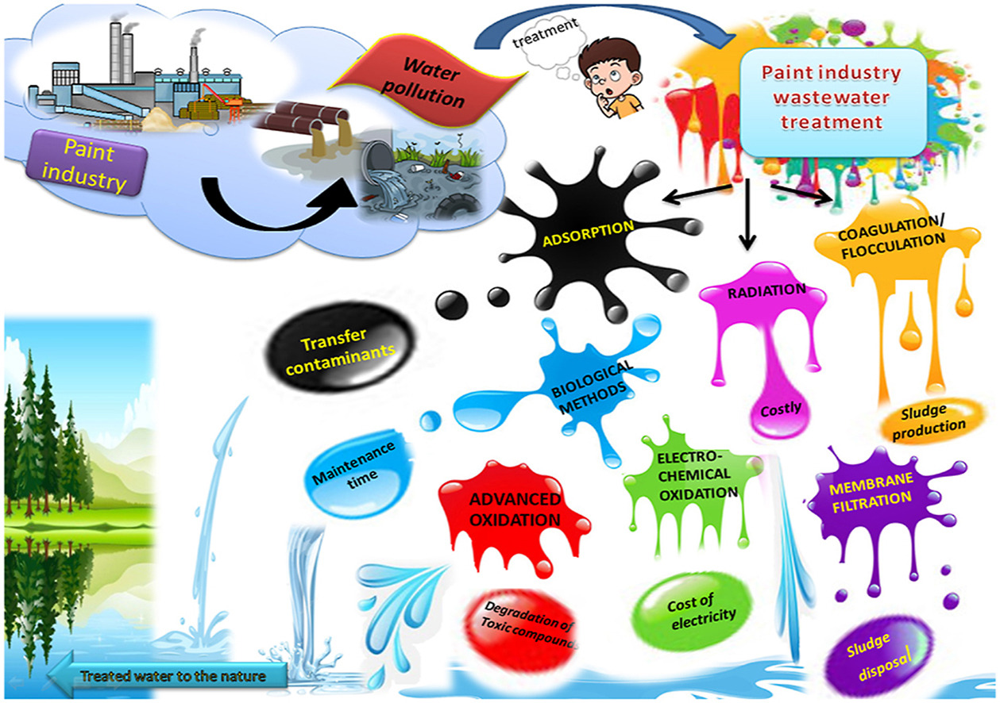 treatment
Water
pollution
Paint industry
wastewater
treatment
Paint
industry
ADSORPTION
COAGULATION/
FLOCCULATION
RADIATION
Transfer
contaminants
BIOLOGICAL
METHODS
Costly
Sludge
production
Maintenance
time
ELECTRO-
CHEMICAL
OXIDATION
ADVANCED
OXIDATION
MEMBRANE
FILTRATION
Degradation of
Toxic compounds
Cost of
electricity
Sludge
disposal
Treated water to the nature